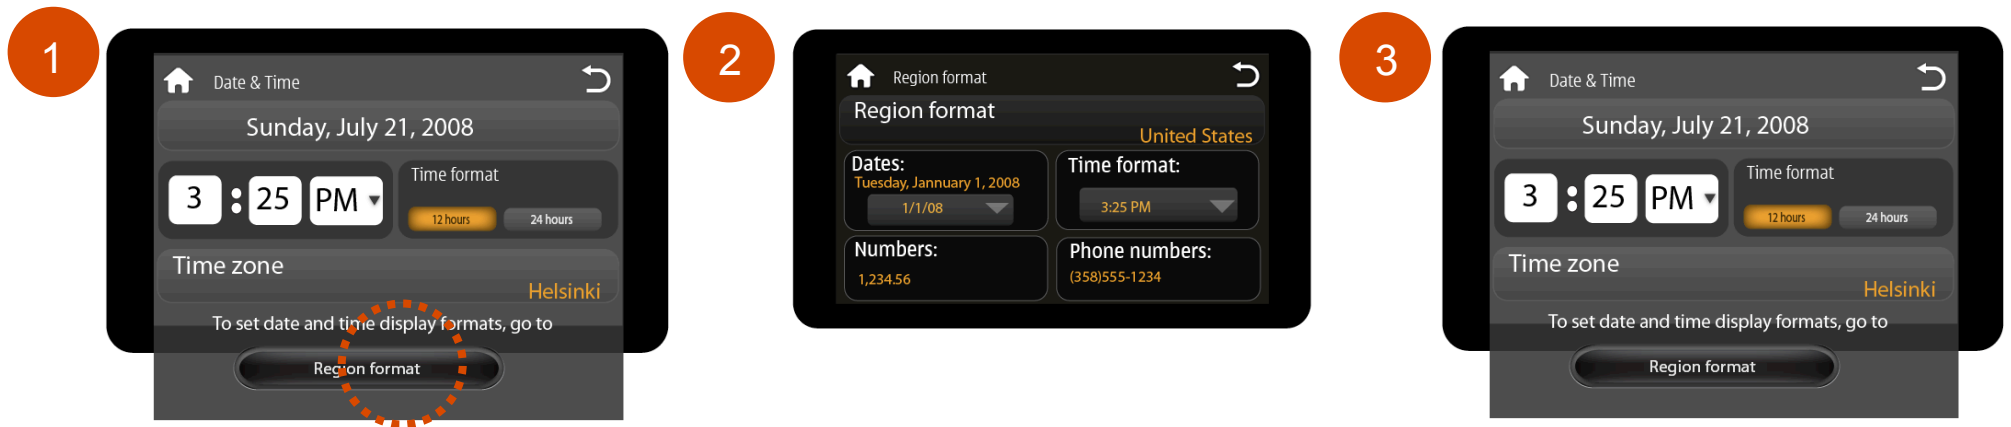 1
Date & Time
Sunday, July 21, 2008
Time format
3 : 25 PM
12 hours 24 hours
Time zone
Helsinki
To set date and time display formats, go to
Region format
2
Region format
Region format
United States
Dates:
Tuesday, Jannuary 1, 2008
1/1/08
Time format:
3:25 PM
Numbers:
1,234.56
Phone numbers:
(358)555-1234
3
Date & Time
Sunday, July 21, 2008
Time format
3 : 25 PM
12 hours 24 hours
Time zone
Helsinki
To set date and time display formats, go to
Region format